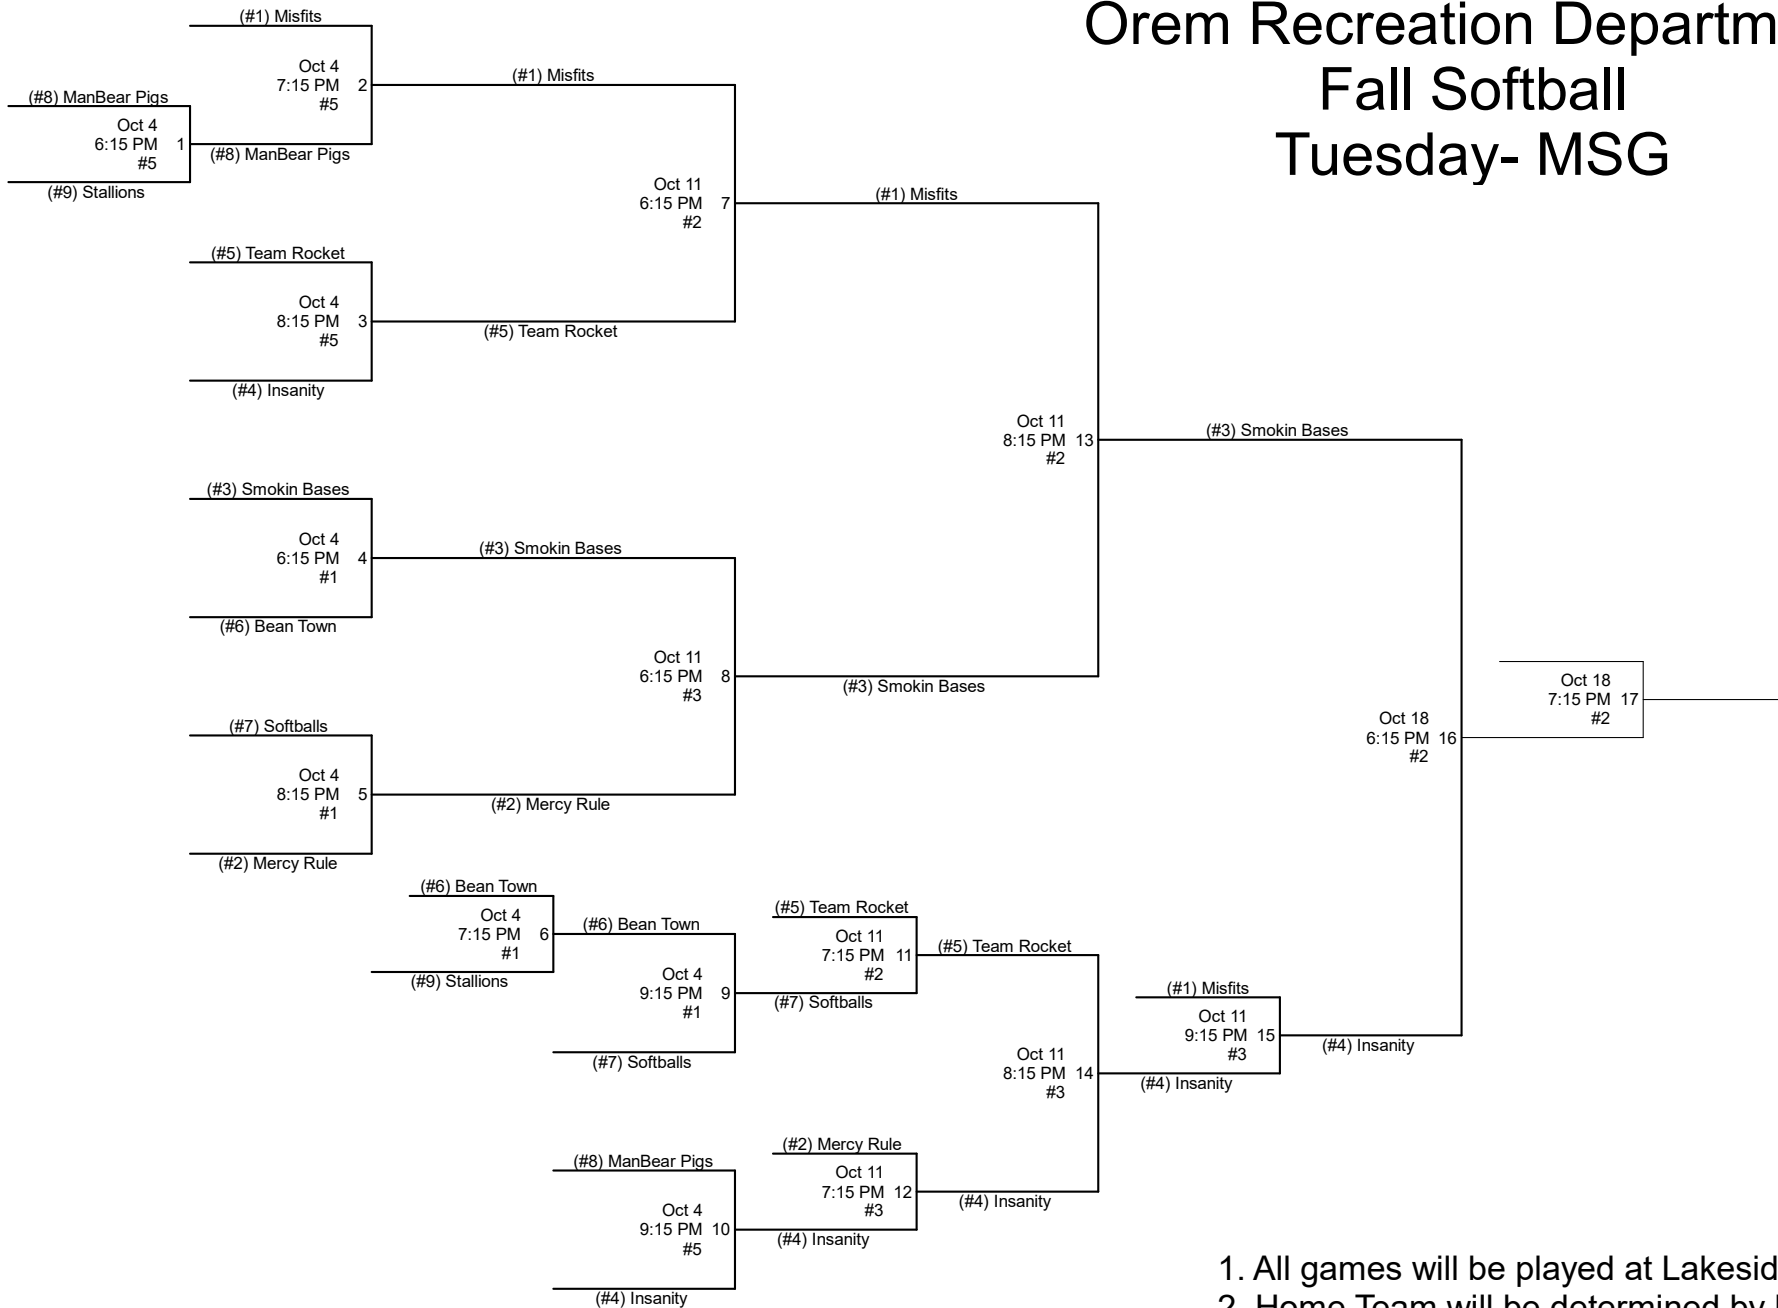 Orem Recreation Departm
Fall Softball
Tuesday- MSG
(#1) Misfits
Oct 4
7:15 PM 2
#5
(#8) ManBear Pigs
Oct 4
6:15 PM 1
#5
(#9) Stallions
(#8) ManBear Pigs
(#1) Misfits
Oct 11
6:15 PM 7
#2
(#5) Team Rocket
Oct 4
8:15 PM 3
#5
(#4) Insanity
(#5) Team Rocket
(#1) Misfits
Oct 11
8:15 PM 13
#2
(#3) Smokin Bases
Oct 4
6:15 PM 4
#1
(#6) Bean Town
(#3) Smokin Bases
Oct 11
6:15 PM 8
#3
(#7) Softballs
Oct 4
8:15 PM 5
#1
(#2) Mercy Rule
(#2) Mercy Rule
(#3) Smokin Bases
(#3) Smokin Bases
Oct 18
6:15 PM 16
#2
Oct 18
7:15 PM 17
#2
(#6) Bean Town
Oct 4
7:15 PM 6
#1
(#9) Stallions
(#6) Bean Town
Oct 4
9:15 PM 9
#1
(#7) Softballs
(#5) Team Rocket
Oct 11
7:15 PM 11
#2
(#7) Softballs
(#5) Team Rocket
Oct 11
8:15 PM 14
#3
(#8) ManBear Pigs
Oct 4
9:15 PM 10
#5
(#4) Insanity
(#2) Mercy Rule
Oct 11
7:15 PM 12
#3
(#4) Insanity
(#4) Insanity
(#1) Misfits
Oct 11
9:15 PM 15
#3
(#4) Insanity
(#4) Insanity
1. All games will be played at Lakesid
2. Home Team will be determined by